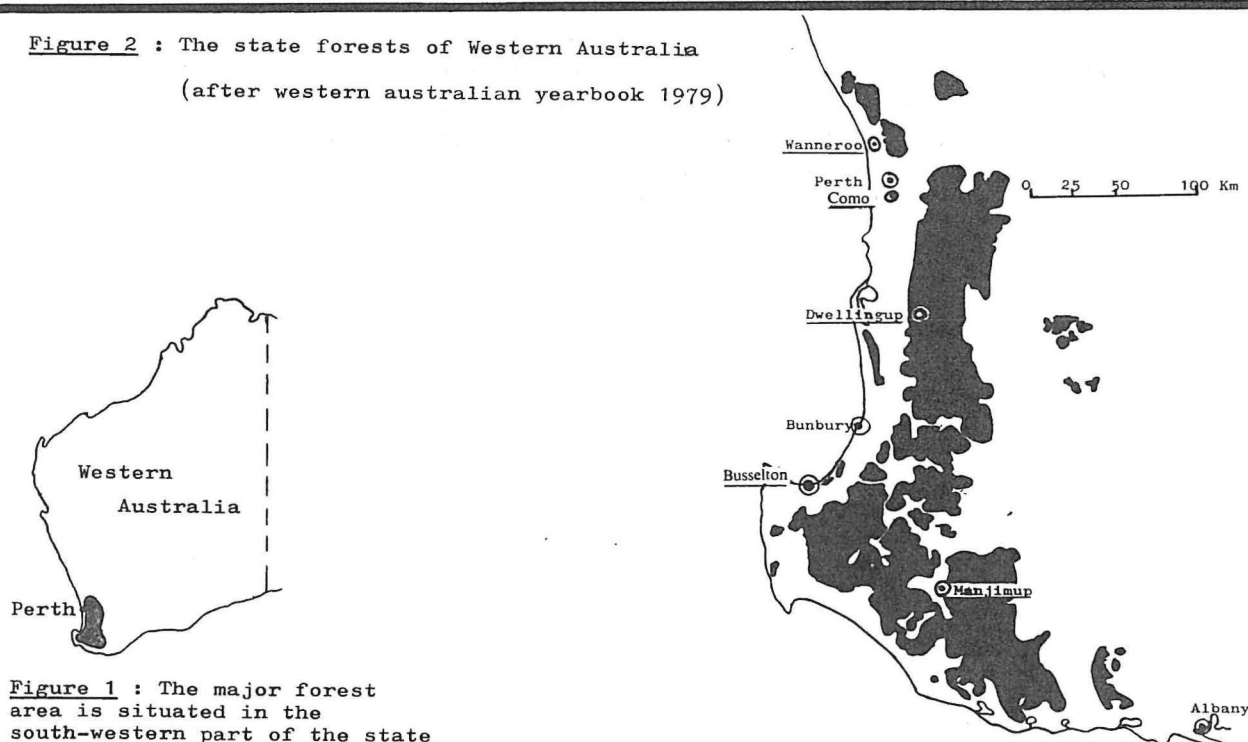 Figure 2 : The state forests of Western Australia
(after western australian yearbook 1979)
Wanneroo
Perth
Como
0 25 50 100 Km
Dwellingup
Bunbury
Busselton
Manjimup
Albany
Western
Australia
Perth
Figure 1 : The major forest
area is situated in the
south-western part of the state